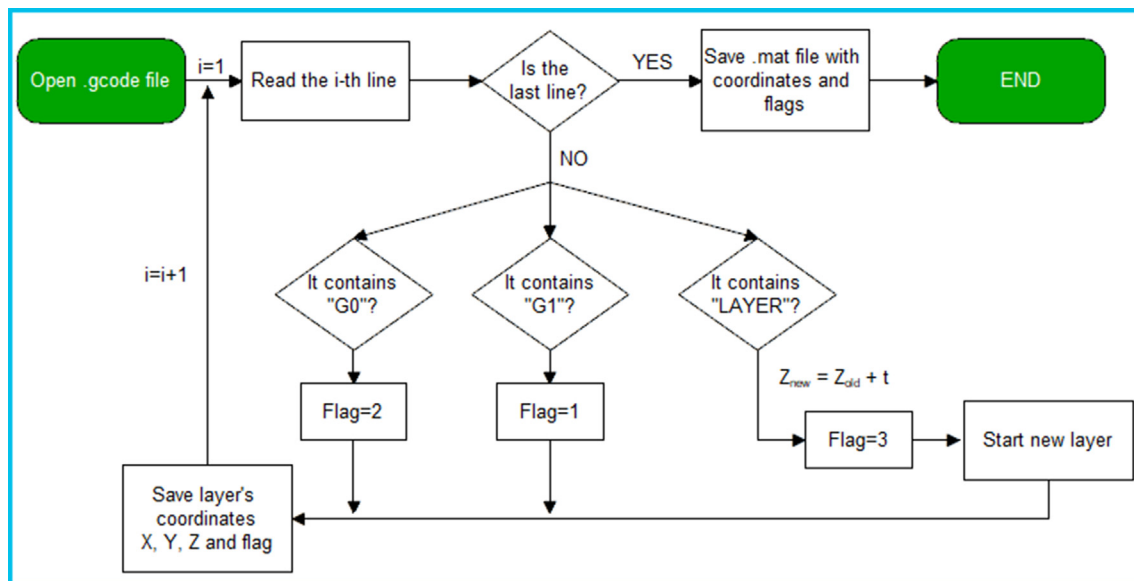 Open .gcode file
i=1
Read the i-th line
Is the
last line?
YES
Save .mat file with
coordinates and
flags
END
NO
It contains
"G0"?
It contains
"G1"?
It contains
"LAYER"?
i=i+1
Znew = Zold + t
Flag=2
Flag=1
Flag=3
Start new layer
Save layer's
coordinates
X, Y, Z and flag